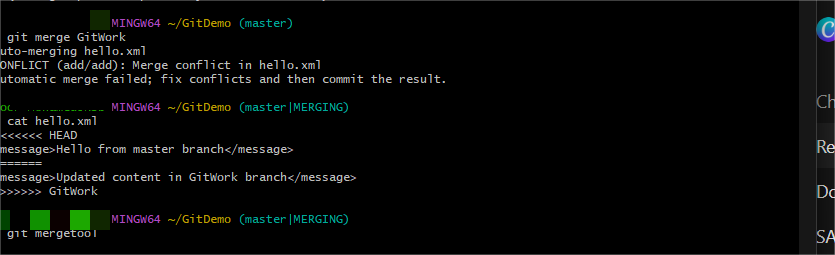 MINGW64 ~/GitDemo (master)
git merge GitWork
uto-merging hello.xml
ONFLICT (add/add): Merge conflict in hello.xml
utomatic merge failed; fix conflicts and then commit the result.
MINGW64 ~/GitDemo (master|MERGING)
cat hello.xml
<<<<<< HEAD
message>Hello from master branch</message>
======
message>Updated content in GitWork branch</message>
>>>>>> GitWork
MINGW64 ~/GitDemo (master|MERGING)
git mergetool
Ch
Re
Do
SA